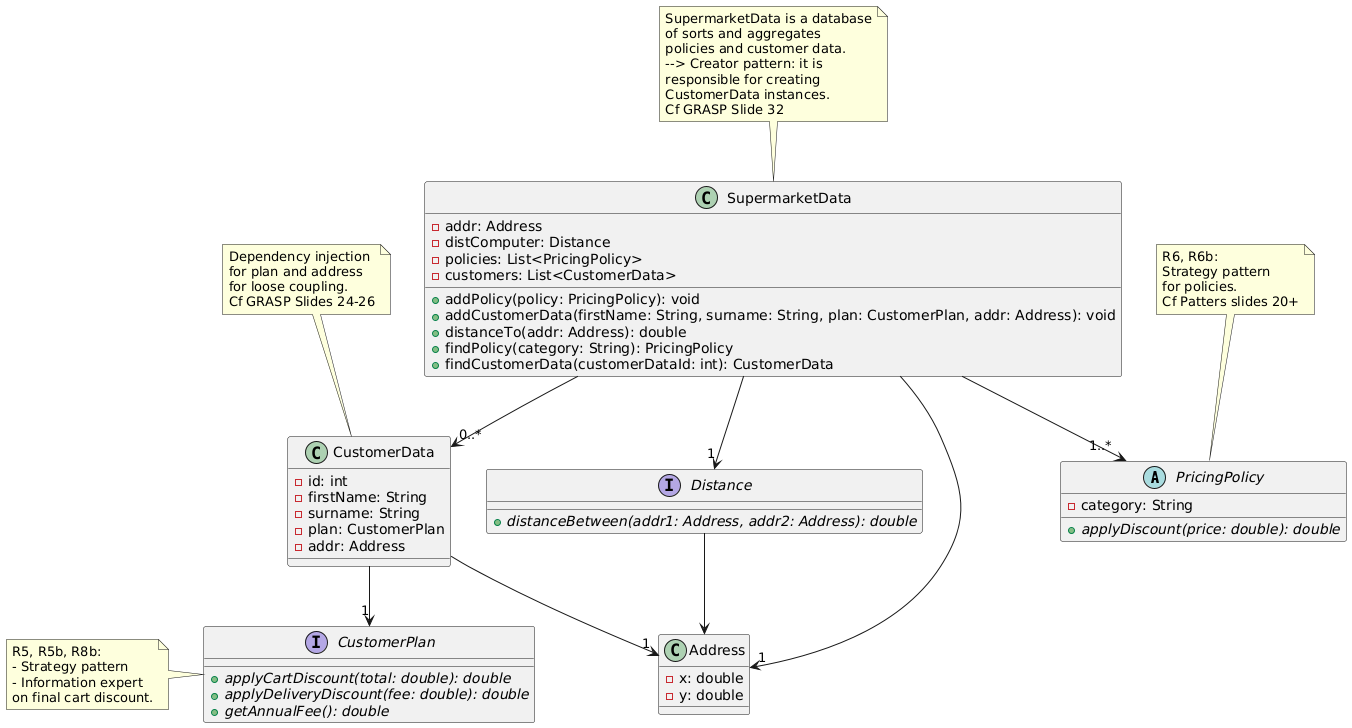 SupermarketData is a database
of sorts and aggregates
policies and customer data.
--> Creator pattern: it is
responsible for creating
CustomerData instances.
Cf GRASP Slide 32
C SupermarketData
addr: Address
distComputer: Distance
policies: List<PricingPolicy>
customers: List<CustomerData>
addPolicy(policy: PricingPolicy): void
addCustomerData(firstName: String, surname: String, plan: CustomerPlan, addr: Address): void
distanceTo(addr: Address): double
findPolicy(category: String): PricingPolicy
findCustomerData(customerDataId: int): CustomerData
Dependency injection
for plan and address
for loose coupling.
Cf GRASP Slides 24-26
R6, R6b:
Strategy pattern
for policies.
Cf Patters slides 20+
0..*
1
1..*
C CustomerData
id: int
firstName: String
surname: String
plan: CustomerPlan
addr: Address
I Distance
distanceBetween(addr1: Address, addr2: Address): double
A PricingPolicy
category: String
applyDiscount(price: double): double
1
1
1
R5, R5b, R8b:
- Strategy pattern
- Information expert
on final cart discount.
I CustomerPlan
applyCartDiscount(total: double): double
applyDeliveryDiscount(fee: double): double
getAnnualFee(): double
C Address
x: double
y: double